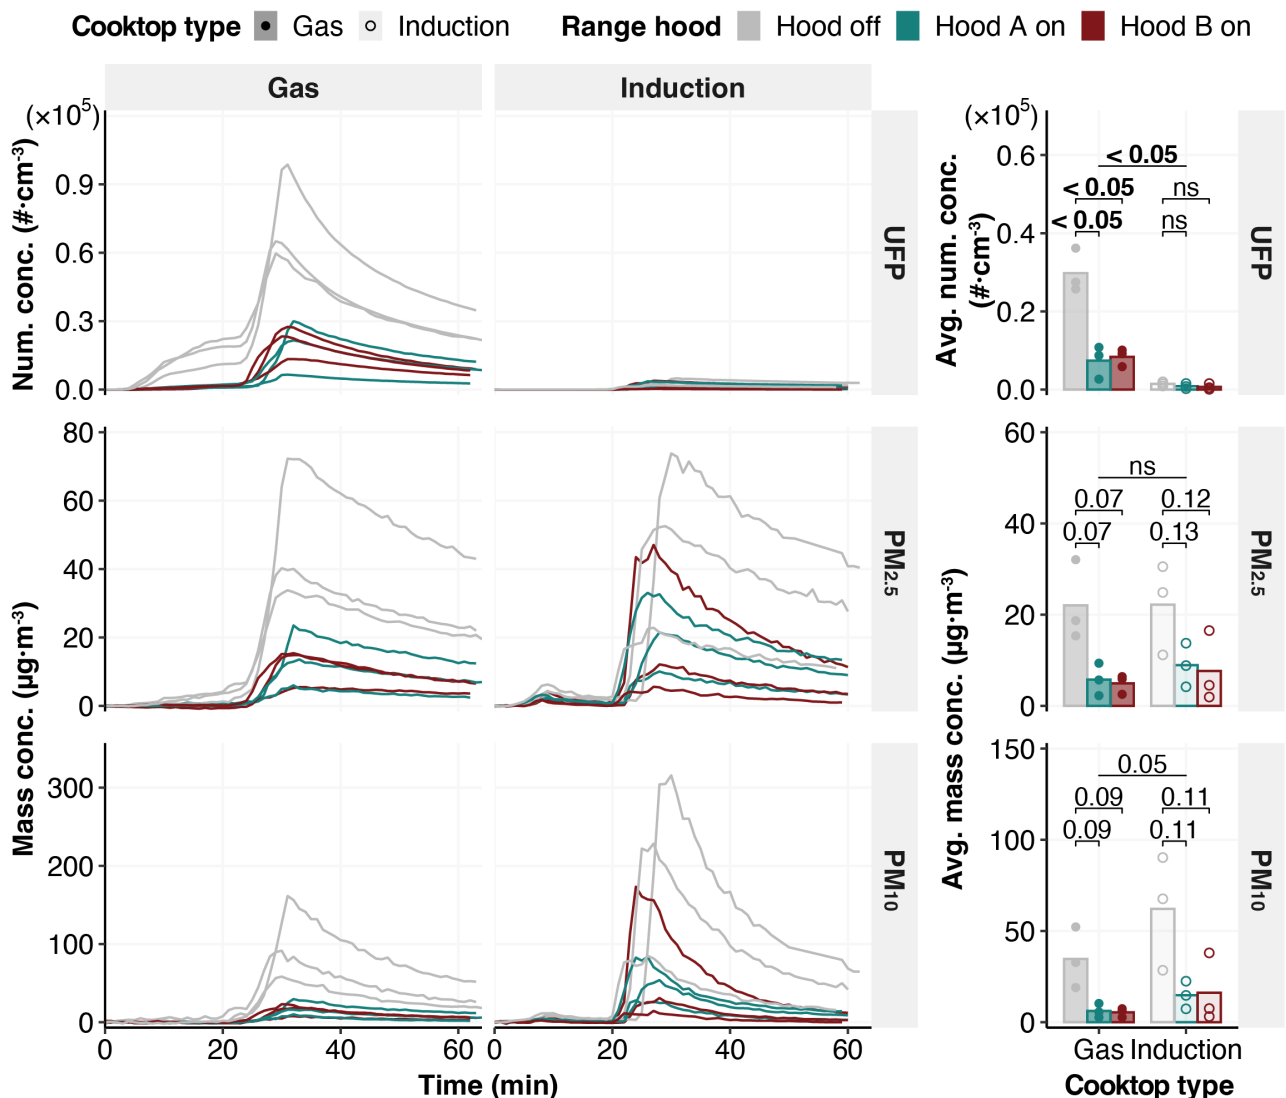 Cooktop type Gas Induction Range hood Hood off Hood A on Hood B on
Gas Induction
(×10⁵)
Num. conc. (#·cm⁻³)
0.9
0.6
0.3
0.0
UFP
(×10⁵)
Avg. num. conc.
(#·cm⁻³)
0.6
0.4
0.2
0.0
< 0.05
< 0.05 ns
< 0.05 ns
UFP
Mass conc. (μg·m⁻³)
80
60
40
20
0
PM₂.₅
Avg. mass conc. (μg·m⁻³)
60
40
20
0
ns
0.07 0.12
0.07 0.13
PM₂.₅
300
200
100
0
PM₁₀
150
100
50
0
0.05
0.09 0.11
0.09 0.11
PM₁₀
0 20 40 60 0 20 40 60
Time (min)
Gas Induction
Cooktop type